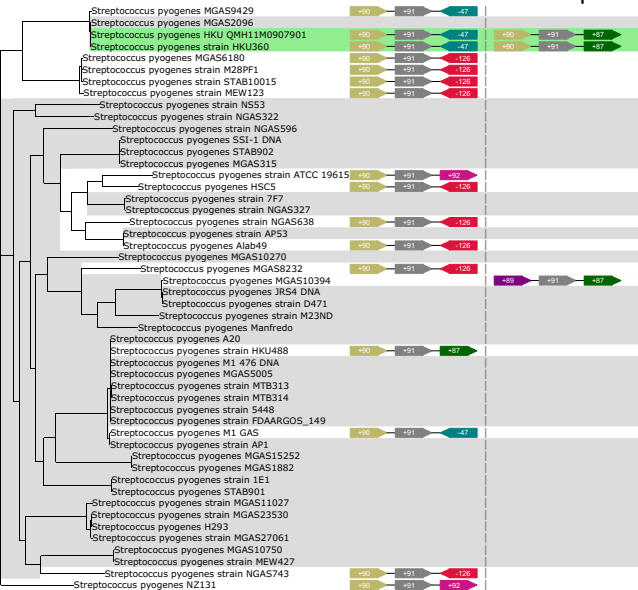 Streptococcus pyogenes MGAS9429 +90 +91 -47
Streptococcus pyogenes MGAS2096
Streptococcus pyogenes HKU QMH11M0907901 +90 +91 -47 +90 +91 +87
Streptococcus pyogenes strain HKU360 +90 +91 -47 +90 +91 +87
Streptococcus pyogenes MGAS6180 +90 +91 -126
Streptococcus pyogenes strain M28PF1 +90 +91 -126
Streptococcus pyogenes STAB10015 +90 +91 -126
Streptococcus pyogenes strain MEW123 +90 +91 -126
Streptococcus pyogenes strain NS53
Streptococcus pyogenes strain NGAS322
Streptococcus pyogenes strain NGAS596
Streptococcus pyogenes SSI-1 DNA
Streptococcus pyogenes STAB902
Streptococcus pyogenes MGAS315
Streptococcus pyogenes strain ATCC 19615 +90 +91 +92
Streptococcus pyogenes HSC5 +90 +91 -126
Streptococcus pyogenes strain 7F7
Streptococcus pyogenes strain NGAS327
Streptococcus pyogenes strain NGAS638 +90 +91 -126
Streptococcus pyogenes strain AP53
Streptococcus pyogenes Alab49 +90 +91 -126
Streptococcus pyogenes MGAS10270
Streptococcus pyogenes MGAS8232 +90 +91 -126
Streptococcus pyogenes MGAS10394 +89 +91 +87
Streptococcus pyogenes JRS4 DNA
Streptococcus pyogenes strain D471
Streptococcus pyogenes strain M23ND
Streptococcus pyogenes Manfredo
Streptococcus pyogenes A20
Streptococcus pyogenes strain HKU488 +90 +91 +87
Streptococcus pyogenes M1 476 DNA
Streptococcus pyogenes MGAS5005
Streptococcus pyogenes strain MTB313
Streptococcus pyogenes strain MTB314
Streptococcus pyogenes strain 5448
Streptococcus pyogenes strain FDAARGOS_149
Streptococcus pyogenes M1 GAS +90 +91 -47
Streptococcus pyogenes strain AP1
Streptococcus pyogenes MGAS15252
Streptococcus pyogenes MGAS1882
Streptococcus pyogenes strain 1E1
Streptococcus pyogenes STAB901
Streptococcus pyogenes strain MGAS11027
Streptococcus pyogenes strain MGAS23530
Streptococcus pyogenes H293
Streptococcus pyogenes strain MGAS27061
Streptococcus pyogenes MGAS10750
Streptococcus pyogenes strain MEW427
Streptococcus pyogenes strain NGAS743 +90 +91 -126
Streptococcus pyogenes NZ131 +90 +91 +92